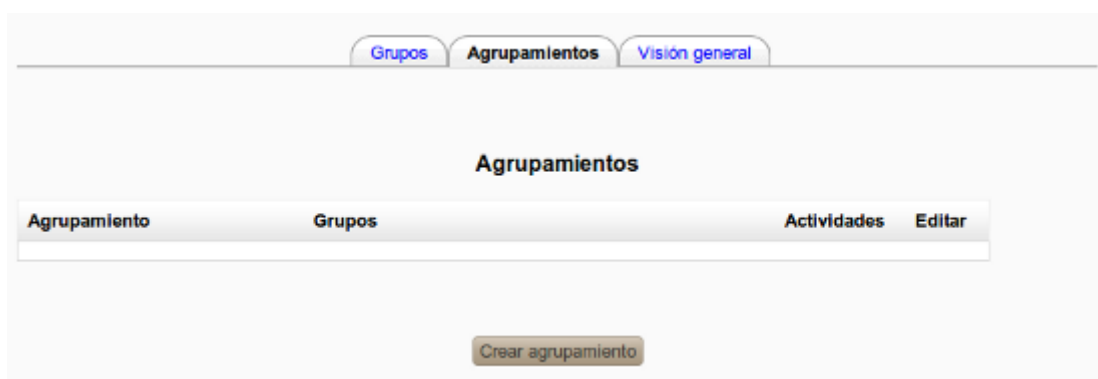 Grupos Agrupamientos Visión general
Agrupamientos
Agrupamiento Grupos Actividades Editar
Crear agrupamiento